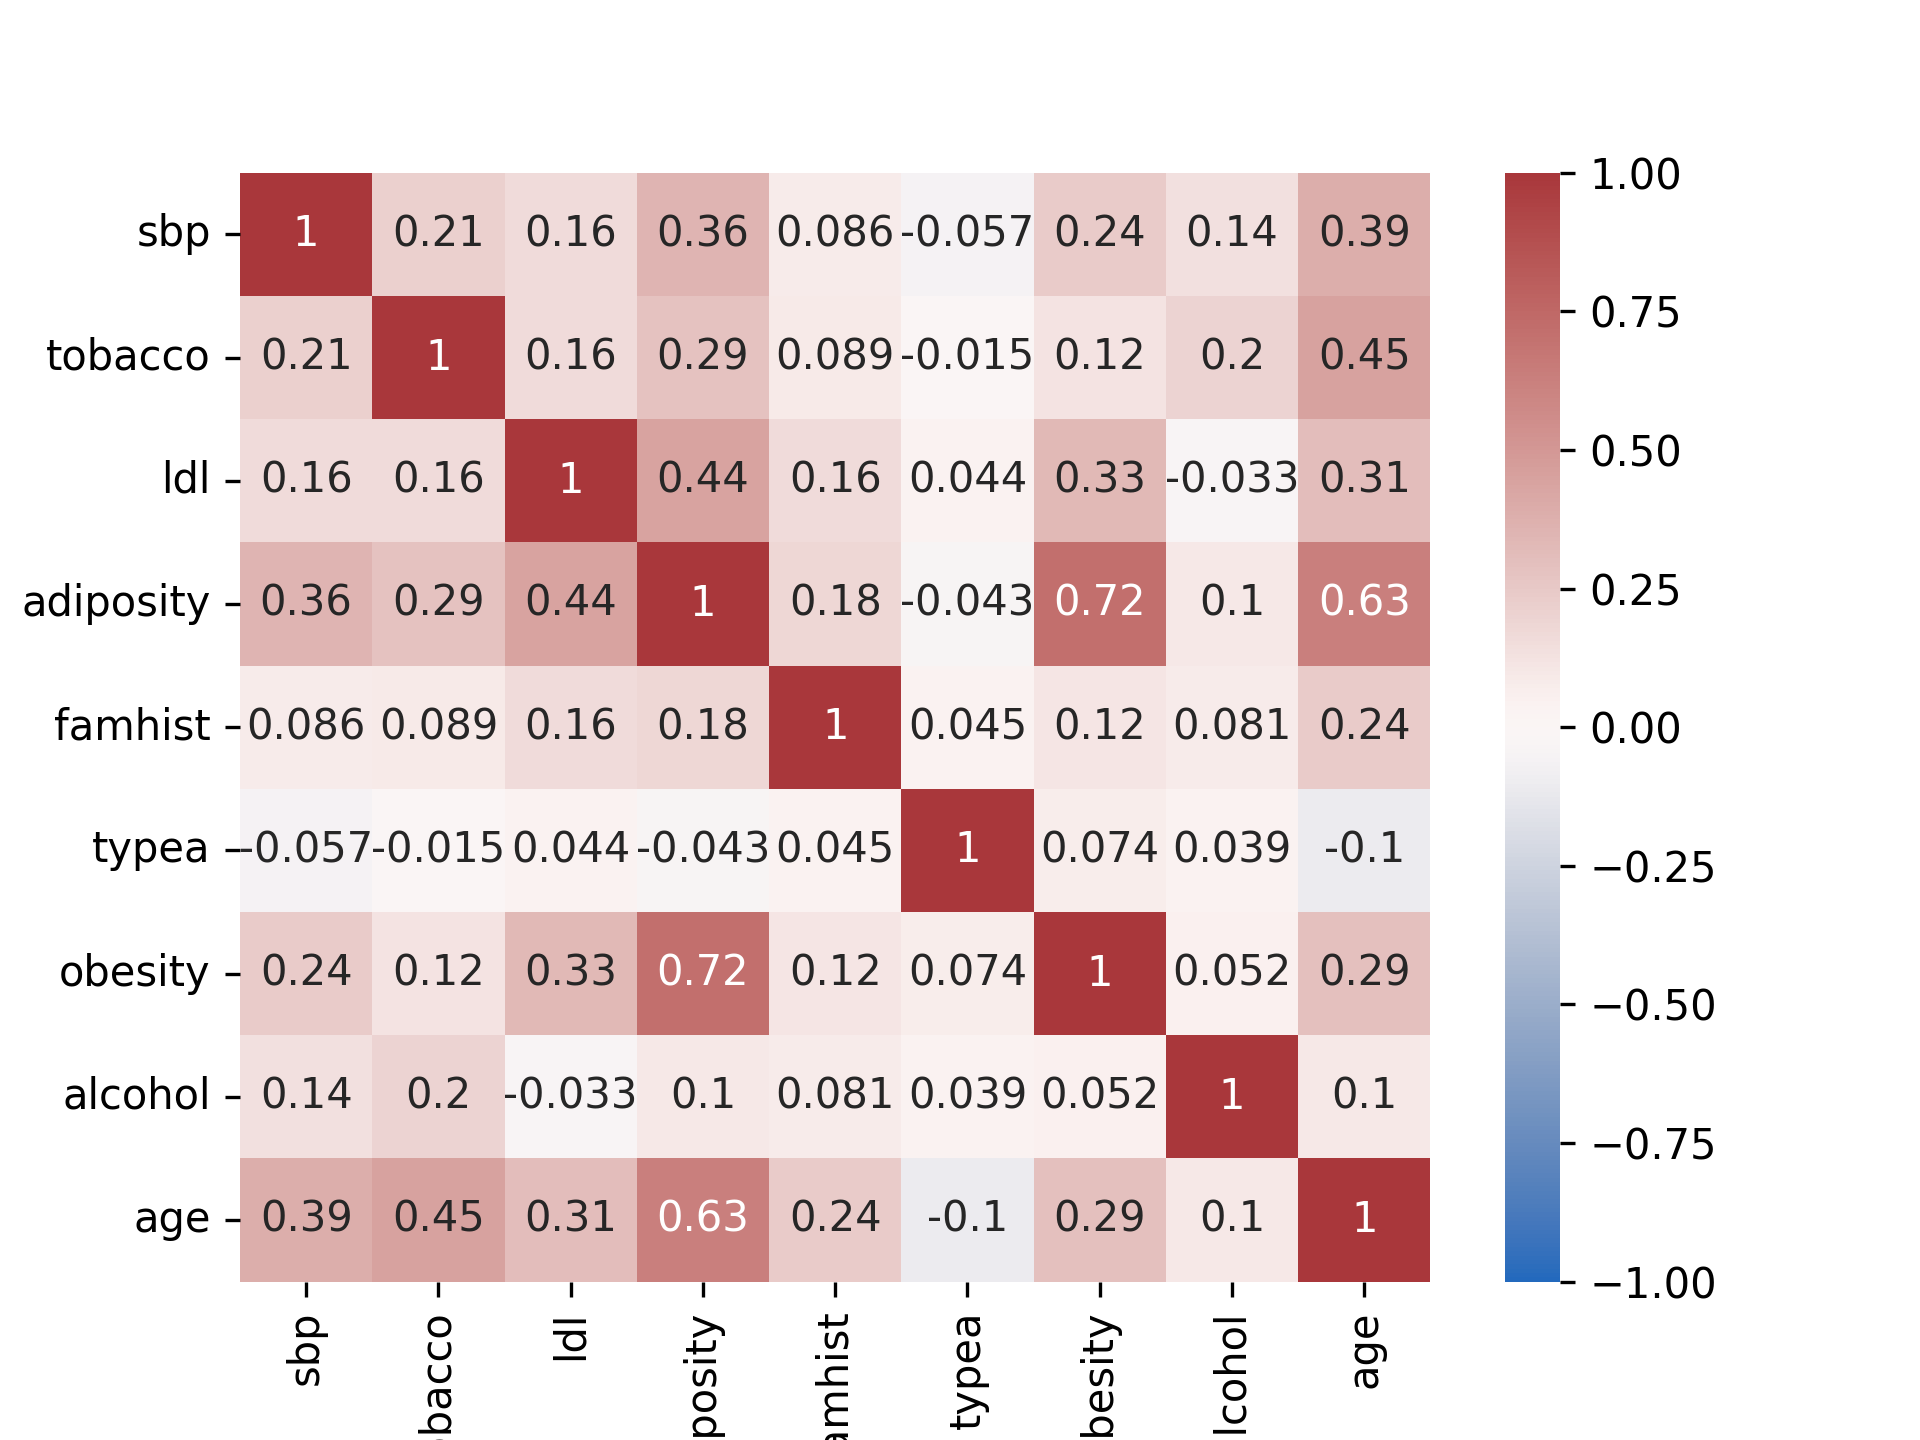 sbp 1 0.21 0.16 0.36 0.086 -0.057 0.24 0.14 0.39
tobacco 0.21 1 0.16 0.29 0.089 -0.015 0.12 0.2 0.45
ldl 0.16 0.16 1 0.44 0.16 0.044 0.33 -0.033 0.31
adiposity 0.36 0.29 0.44 1 0.18 -0.043 0.72 0.1 0.63
famhist 0.086 0.089 0.16 0.18 1 0.045 0.12 0.081 0.24
typea -0.057 -0.015 0.044 -0.043 0.045 1 0.074 0.039 -0.1
obesity 0.24 0.12 0.33 0.72 0.12 0.074 1 0.052 0.29
alcohol 0.14 0.2 -0.033 0.1 0.081 0.039 0.052 1 0.1
age 0.39 0.45 0.31 0.63 0.24 -0.1 0.29 0.1 1
sbp bacco ldl posity amhist typea besity lcohol age
1.00
0.75
0.50
0.25
0.00
−0.25
−0.50
−0.75
−1.00